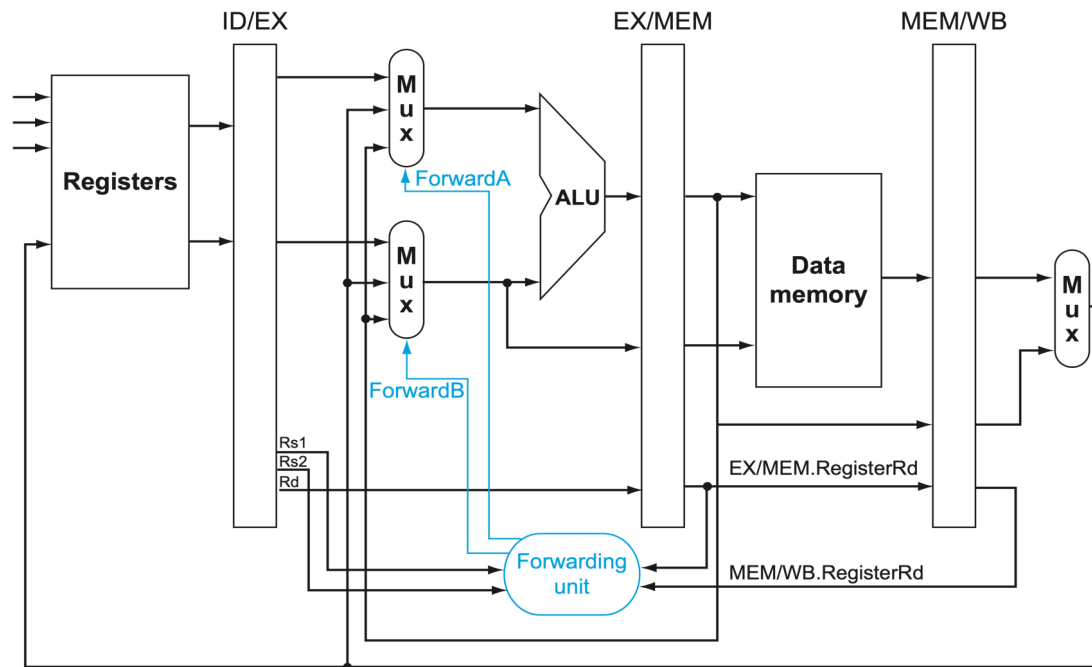 ID/EX
EX/MEM
MEM/WB
Registers
M
u
x
ForwardA
ALU
M
u
x
Data
memory
M
u
x
ForwardB
Rs1
Rs2
Rd
EX/MEM.RegisterRd
Forwarding
unit
MEM/WB.RegisterRd